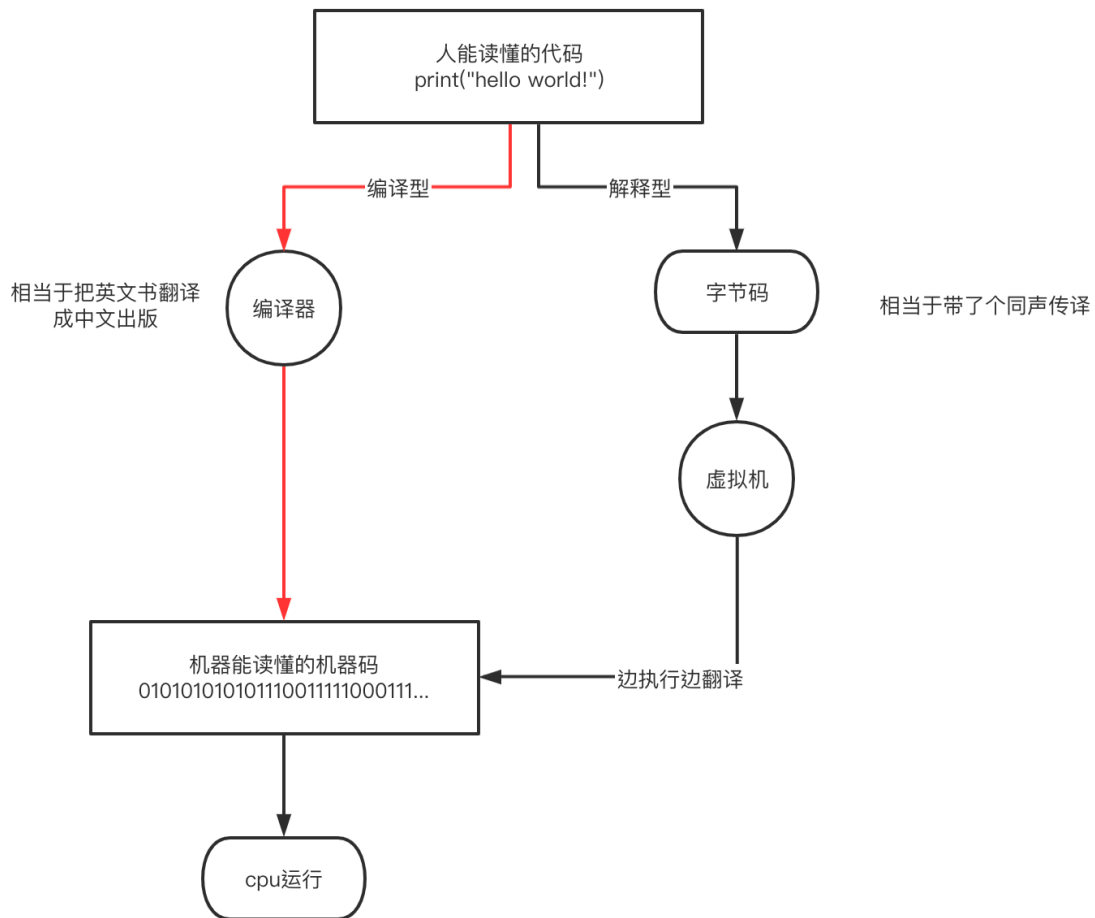 人能读懂的代码
print("hello world!")
编译型
解释型
相当于把英文书翻译
成中文出版
编译器
字节码
相当于带了个同声传译
虚拟机
机器能读懂的机器码
0101010101011100111110001​11...
边执行边翻译
cpu运行